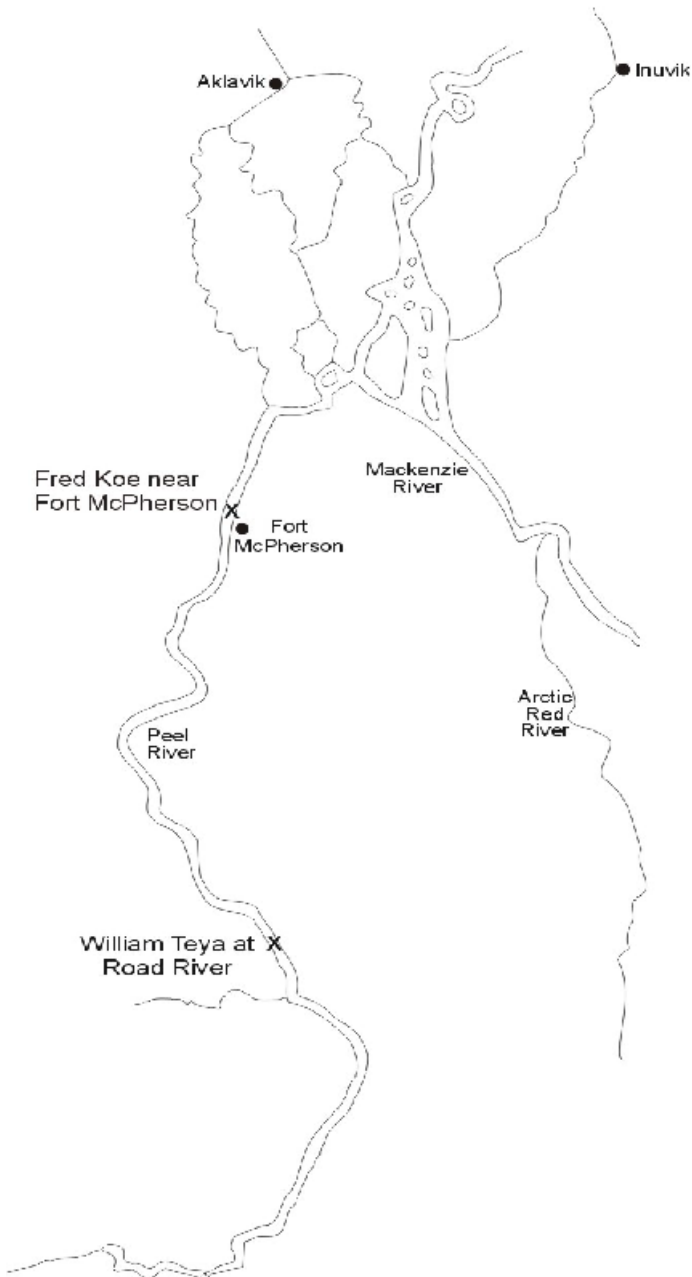 Aklavik
Inuvik
Mackenzie
River
Fred Koe near
Fort McPherson
X
Fort
McPherson
Arctic
Red
River
Peel
River
William Teya at
Road River
X